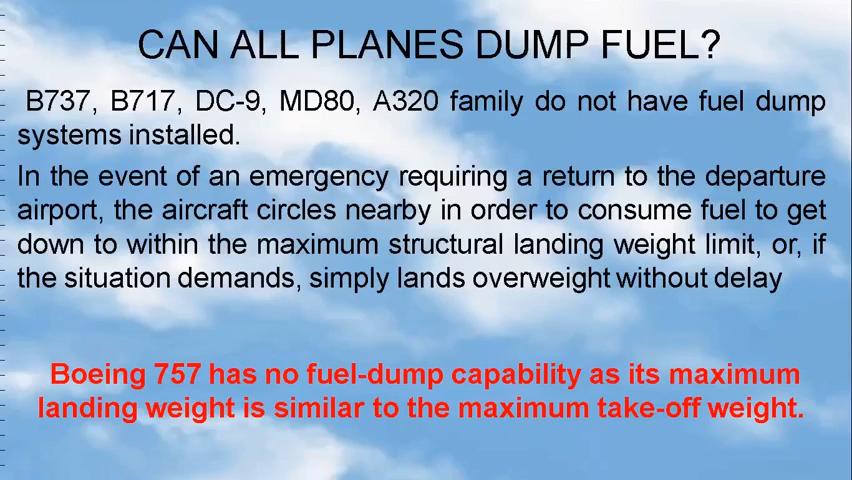 CAN ALL PLANES DUMP FUEL?
B737, B717, DC-9, MD80, A320 family do not have fuel dump
systems installed.
In the event of an emergency requiring a return to the departure
airport, the aircraft circles nearby in order to consume fuel to get
down to within the maximum structural landing weight limit, or, if
the situation demands, simply lands overweight without delay
Boeing 757 has no fuel-dump capability as its maximum
landing weight is similar to the maximum take-off weight.